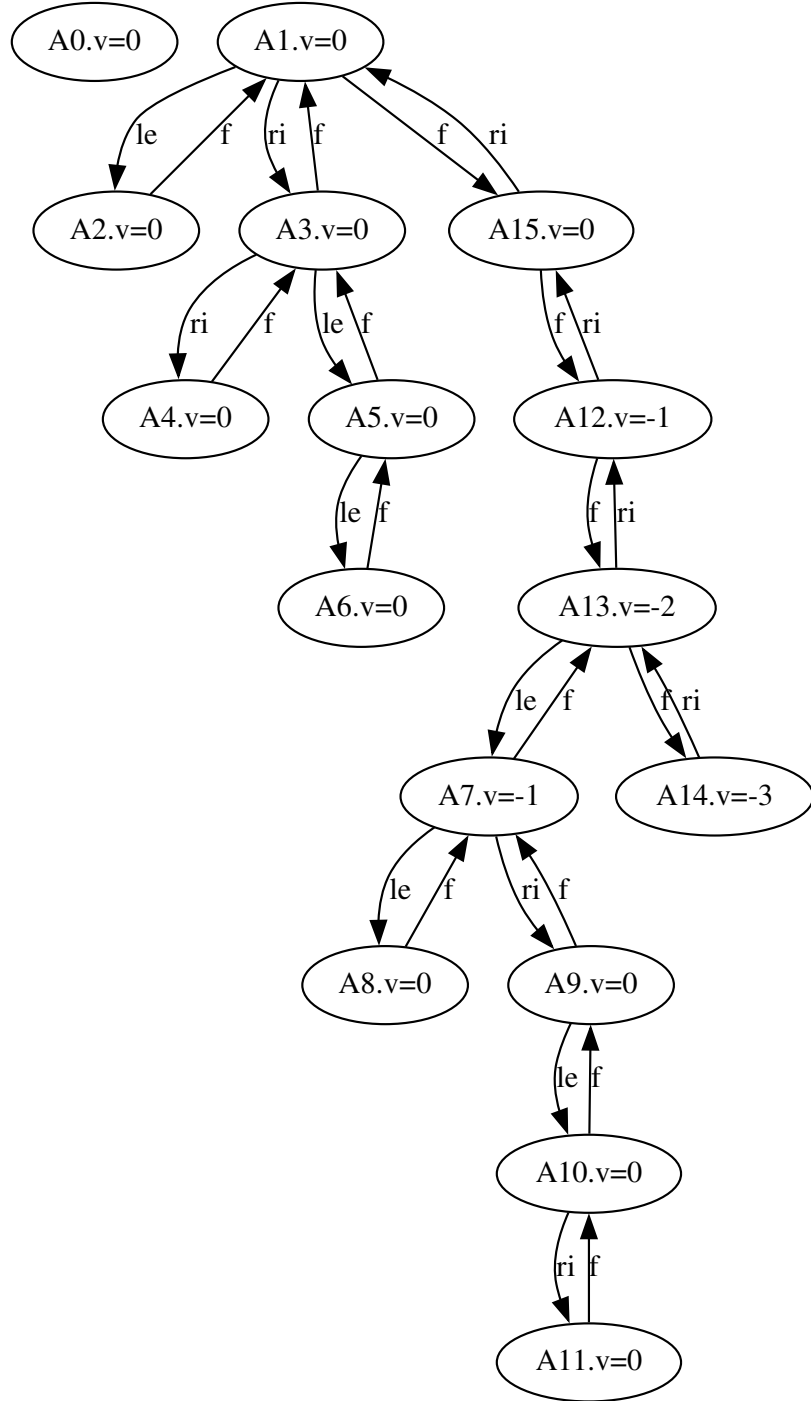 A0.v=0 A1.v=0
le f ri f f ri
A2.v=0 A3.v=0 A15.v=0
ri f le f f ri
A4.v=0 A5.v=0 A12.v=-1
le f f ri
A6.v=0 A13.v=-2
le f f ri
A7.v=-1 A14.v=-3
le f ri f
A8.v=0 A9.v=0
le f
A10.v=0
ri f
A11.v=0